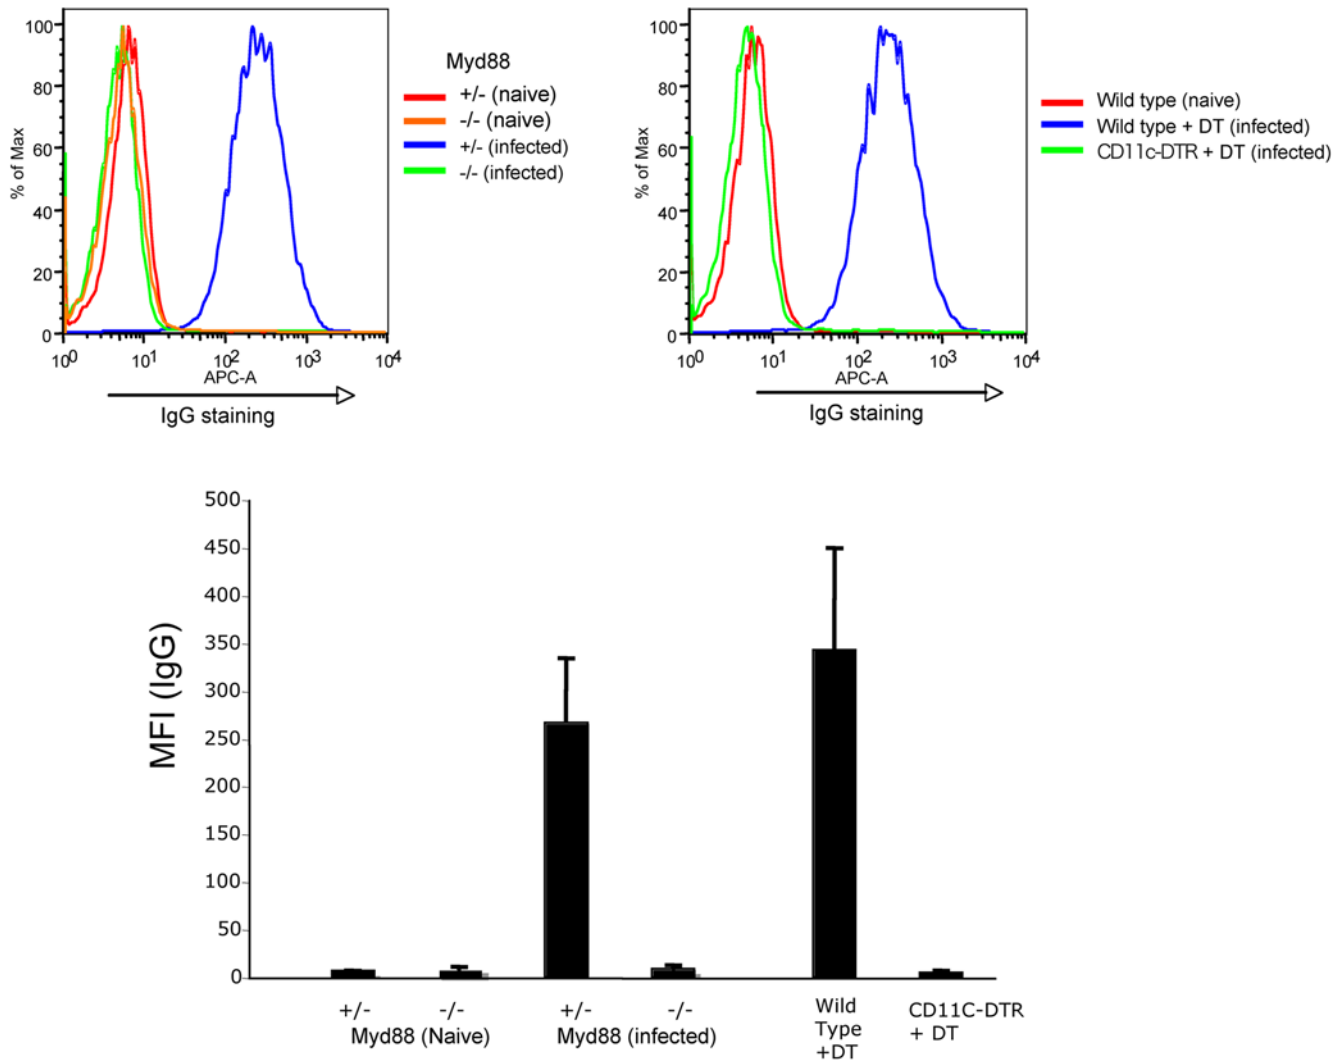 100
80
60
40
20
0
% of Max
10⁰ 10¹ 10² 10³ 10⁴
APC-A
IgG staining
Myd88
+/- (naive)
-/- (naive)
+/- (infected)
-/- (infected)
100
80
60
40
20
0
% of Max
10⁰ 10¹ 10² 10³ 10⁴
APC-A
IgG staining
Wild type (naive)
Wild type + DT (infected)
CD11c-DTR + DT (infected)
500
450
400
350
300
250
200
150
100
50
0
MFI (IgG)
+/- -/- +/- -/-
Myd88 (Naive) Myd88 (infected)
Wild
Type
+DT
CD11C-DTR
+ DT